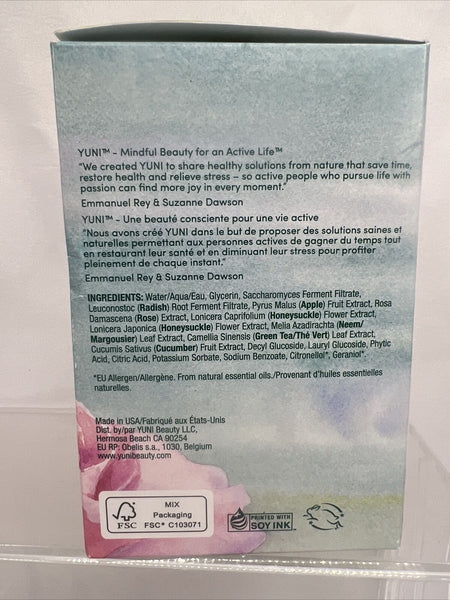 YUNI™ - Mindful Beauty for an Active Life™
“We created YUNI to share healthy solutions from nature that save time,
restore health and relieve stress – so active people who pursue life with
passion can find more joy in every moment.”
Emmanuel Rey & Suzanne Dawson
YUNI™ - Une beauté consciente pour une vie active
“Nous avons créé YUNI dans le but de proposer des solutions saines et
naturelles permettant aux personnes actives de gagner du temps tout
en restaurant leur santé et en diminuant leur stress pour profiter
pleinement de chaque instant.”
Emmanuel Rey & Suzanne Dawson
INGREDIENTS: Water/Aqua/Eau, Glycerin, Saccharomyces Ferment Filtrate,
Leuconostoc (Radish) Root Ferment Filtrate, Pyrus Malus (Apple) Fruit Extract, Rosa
Damascena (Rose) Extract, Lonicera Caprifolium (Honeysuckle) Flower Extract,
Lonicera Japonica (Honeysuckle) Flower Extract, Melia Azadirachta (Neem/
Margousier) Leaf Extract, Camellia Sinensis (Green Tea/Thé Vert) Leaf Extract,
Cucumis Sativus (Cucumber) Fruit Extract, Decyl Glucoside, Lauryl Glucoside, Phytic
Acid, Citric Acid, Potassium Sorbate, Sodium Benzoate, Citronellol*, Geraniol*.
*EU Allergen/Allergène. From natural essential oils./Provenant d'huiles essentielles
naturelles.
Made in USA/Fabriqué aux États-Unis
Dist. by/par YUNI Beauty LLC,
Hermosa Beach CA 90254
EU RP: Obelis s.a., 1030, Belgium
www.yunibeauty.com
FSC
MIX
Packaging
FSC® C103071
PRINTED WITH
SOY INK